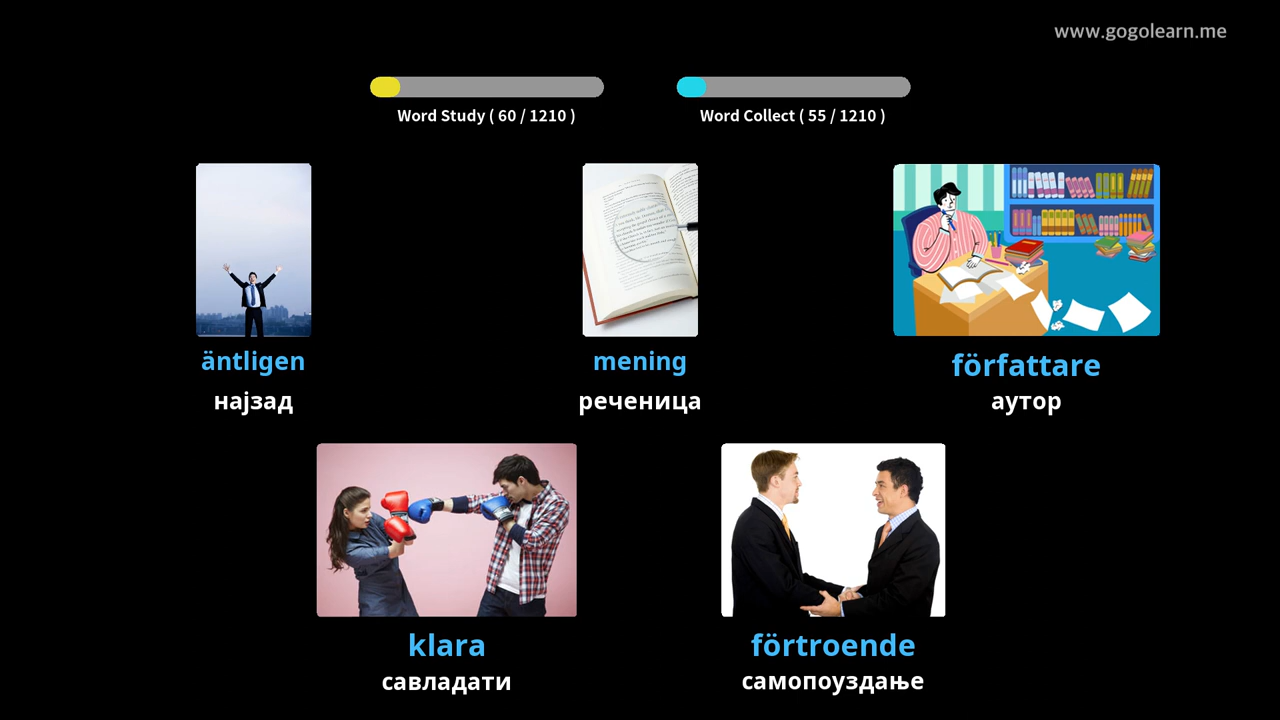 www.gogolearn.me
Word Study ( 60 / 1210 )
Word Collect ( 55 / 1210 )
äntligen
mening
författare
најзад
реченица
аутор
klara
förtroende
савладати
самопоуздање